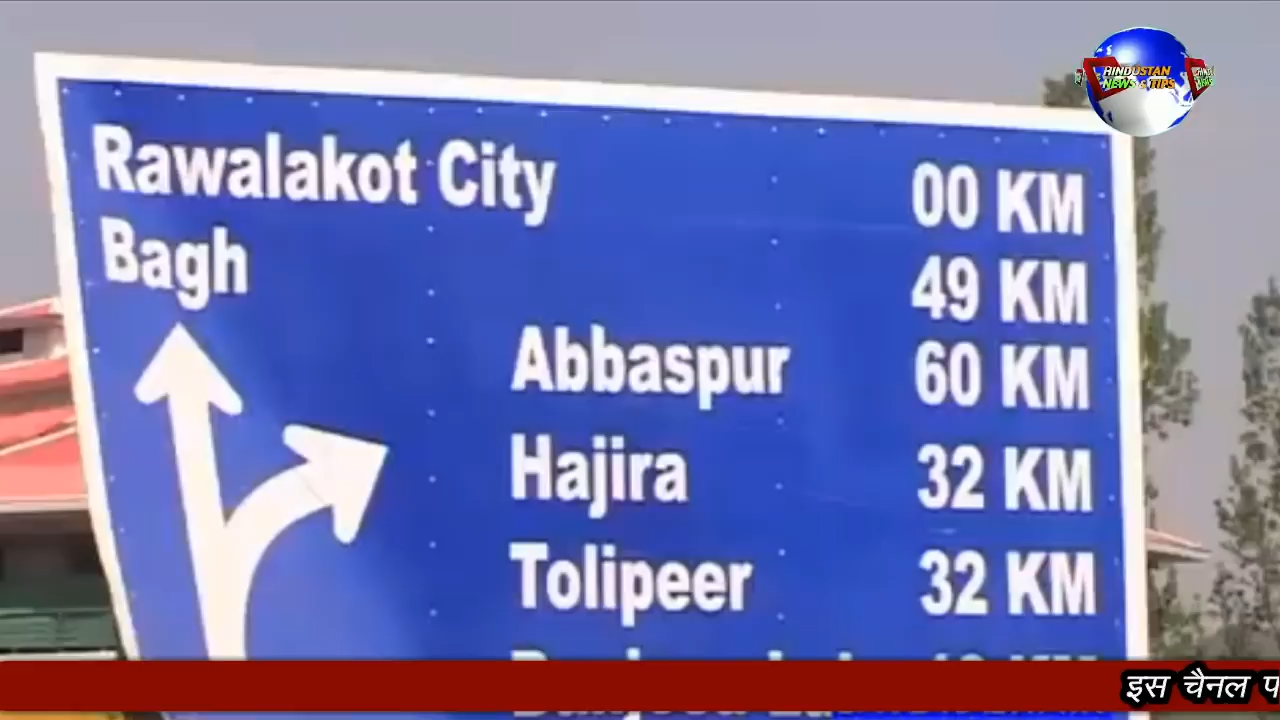 HINDUSTAN
NEWS & TIPS
Rawalakot City 00 KM
Bagh 49 KM
Abbaspur 60 KM
Hajira 32 KM
Tolipeer 32 KM
इस चैनल